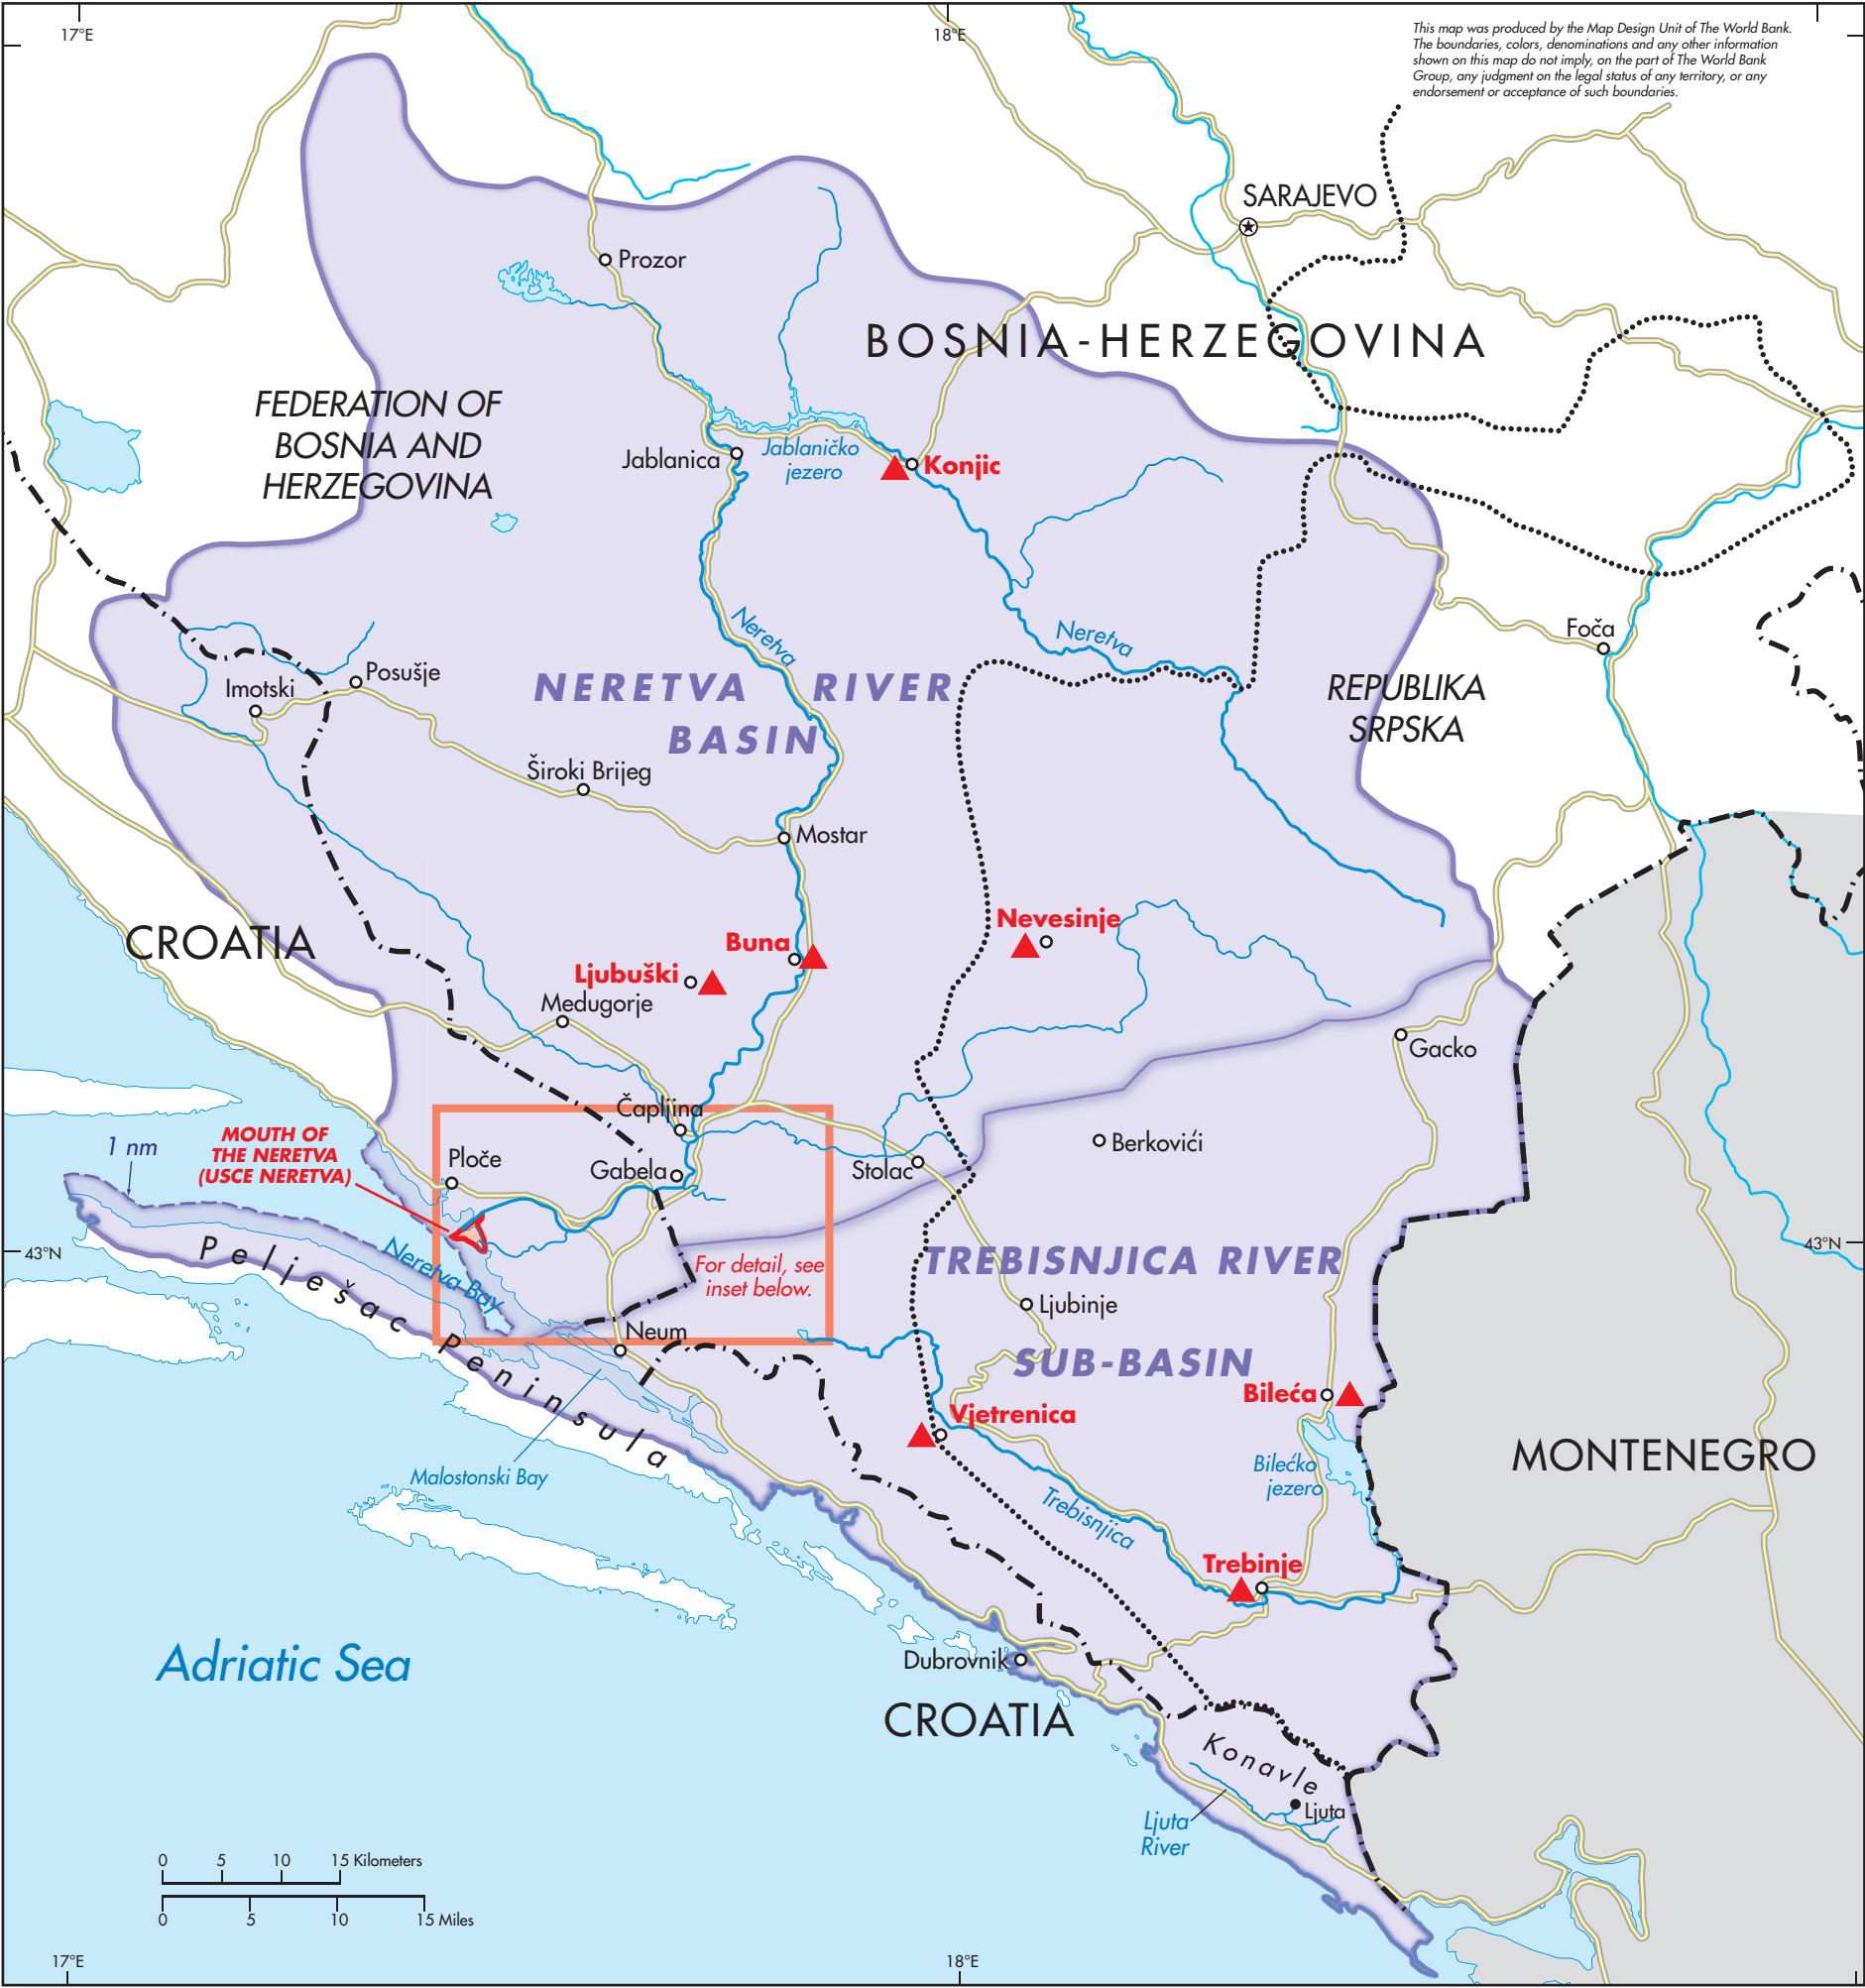 17°E
18°E
This map was produced by the Map Design Unit of The World Bank.
The boundaries, colors, denominations and any other information
shown on this map do not imply, on the part of The World Bank
Group, any judgment on the legal status of any territory, or any
endorsement or acceptance of such boundaries.
SARAJEVO
Prozor
BOSNIA-HERZEGOVINA
FEDERATION OF
BOSNIA AND
HERZEGOVINA
Jablanica
Jablaničko
jezero
Konjic
Neretva
Neretva
Foča
Posušje
Imotski
NERETVA RIVER
BASIN
REPUBLIKA
SRPSKA
Široki Brijeg
Mostar
CROATIA
Nevesinje
Buna
Ljubuški
Medugorje
Gacko
Čapljina
1 nm
MOUTH OF
THE NERETVA
(USCE NERETVA)
Ploče
Gabela
Stolac
Berkovići
43°N
43°N
Pelješac Peninsula
Neretva Bay
For detail, see
inset below.
TREBISNJICA RIVER
SUB-BASIN
Ljubinje
Neum
Bileća
Vjetrenica
Malostonski Bay
Bilećko
jezero
MONTENEGRO
Trebisnjica
Trebinje
Adriatic Sea
Dubrovnik
CROATIA
Konavle
Ljuta
Ljuta
River
0 5 10 15 Kilometers
0 5 10 15 Miles
17°E
18°E